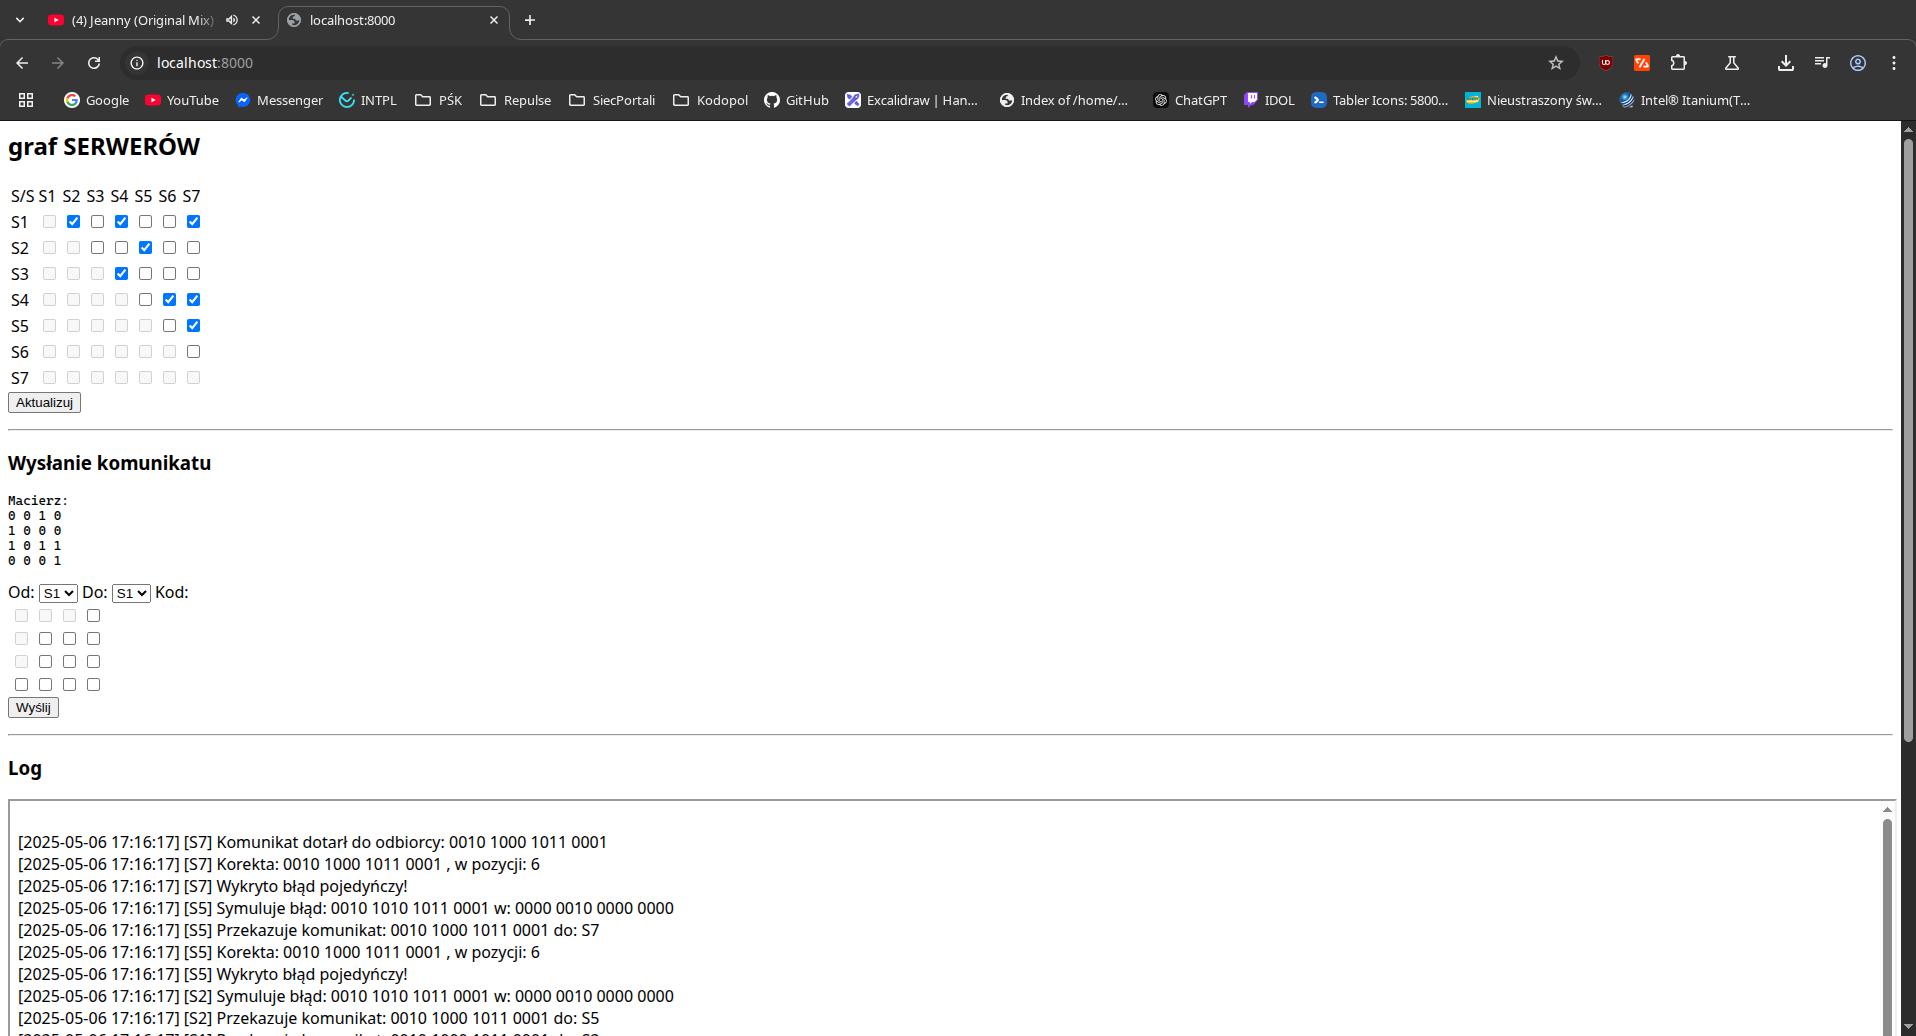 (4) Jeanny (Original Mix)
localhost:8000
localhost:8000
Google YouTube Messenger INTPL PŚK Repulse SiecPortali Kodopol GitHub Excalidraw | Han... Index of /home/... ChatGPT IDOL Tabler Icons: 5800... Nieustraszony św... Intel® Itanium(T...
graf SERWERÓW
S/S S1 S2 S3 S4 S5 S6 S7
S1
S2
S3
S4
S5
S6
S7
Aktualizuj
Wysłanie komunikatu
Macierz:
0 0 1 0
1 0 0 0
1 0 1 1
0 0 0 1
Od: S1 Do: S1 Kod:
Wyślij
Log
[2025-05-06 17:16:17] [S7] Komunikat dotarł do odbiorcy: 0010 1000 1011 0001
[2025-05-06 17:16:17] [S7] Korekta: 0010 1000 1011 0001 , w pozycji: 6
[2025-05-06 17:16:17] [S7] Wykryto błąd pojedyńczy!
[2025-05-06 17:16:17] [S5] Symuluje błąd: 0010 1010 1011 0001 w: 0000 0010 0000 0000
[2025-05-06 17:16:17] [S5] Przekazuje komunikat: 0010 1000 1011 0001 do: S7
[2025-05-06 17:16:17] [S5] Korekta: 0010 1000 1011 0001 , w pozycji: 6
[2025-05-06 17:16:17] [S5] Wykryto błąd pojedyńczy!
[2025-05-06 17:16:17] [S2] Symuluje błąd: 0010 1010 1011 0001 w: 0000 0010 0000 0000
[2025-05-06 17:16:17] [S2] Przekazuje komunikat: 0010 1000 1011 0001 do: S5